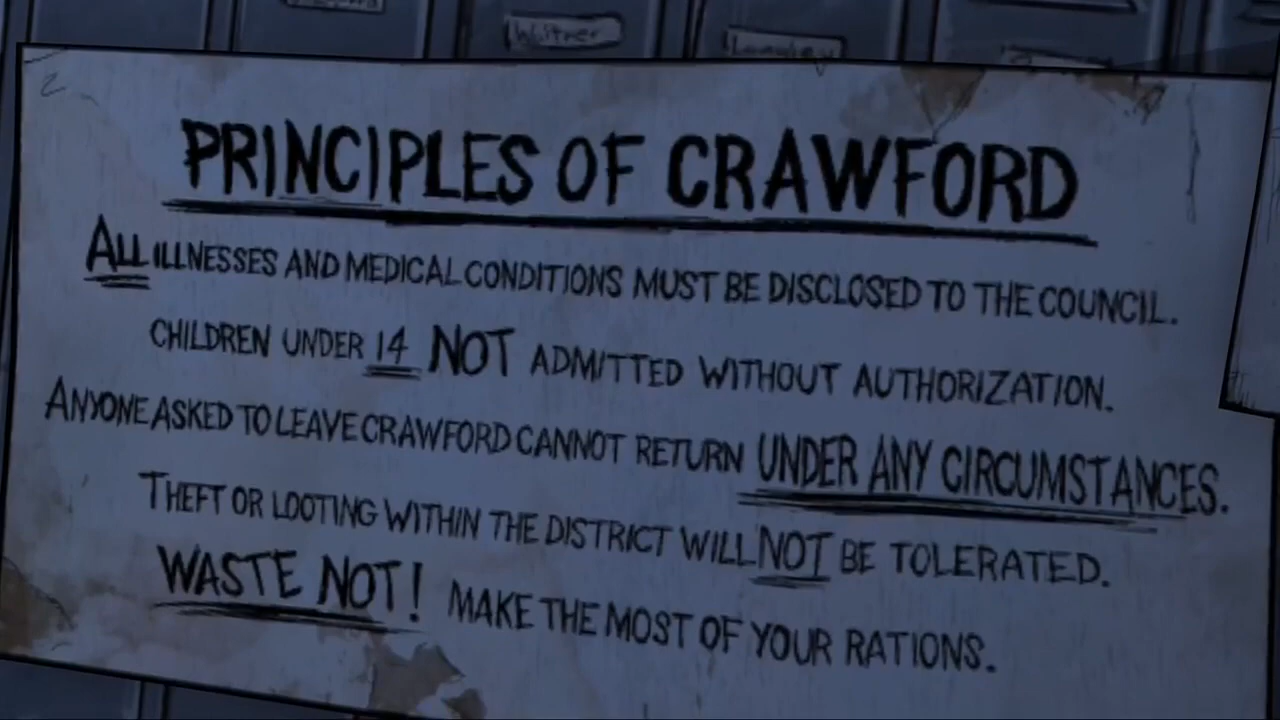 Whitner
PRINCIPLES OF CRAWFORD
ALL ILLNESSES AND MEDICAL CONDITIONS MUST BE DISCLOSED TO THE COUNCIL.
CHILDREN UNDER 14 NOT ADMITTED WITHOUT AUTHORIZATION.
ANYONE ASKED TO LEAVE CRAWFORD CANNOT RETURN UNDER ANY CIRCUMSTANCES.
THEFT OR LOOTING WITHIN THE DISTRICT WILL NOT BE TOLERATED.
WASTE NOT! MAKE THE MOST OF YOUR RATIONS.